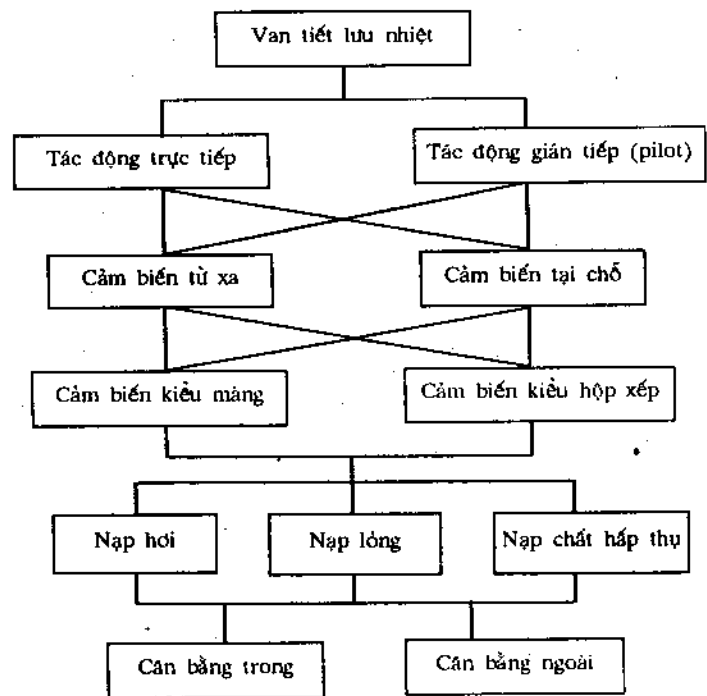 Van tiết lưu nhiệt
Tác động trực tiếp
Tác động gián tiếp (pilot)
Cảm biến từ xa
Cảm biến tại chỗ
Cảm biến kiểu màng
Cảm biến kiểu hộp xếp
Nạp hơi
Nạp lỏng
Nạp chất hấp thụ
Cân bằng trong
Cân bằng ngoài